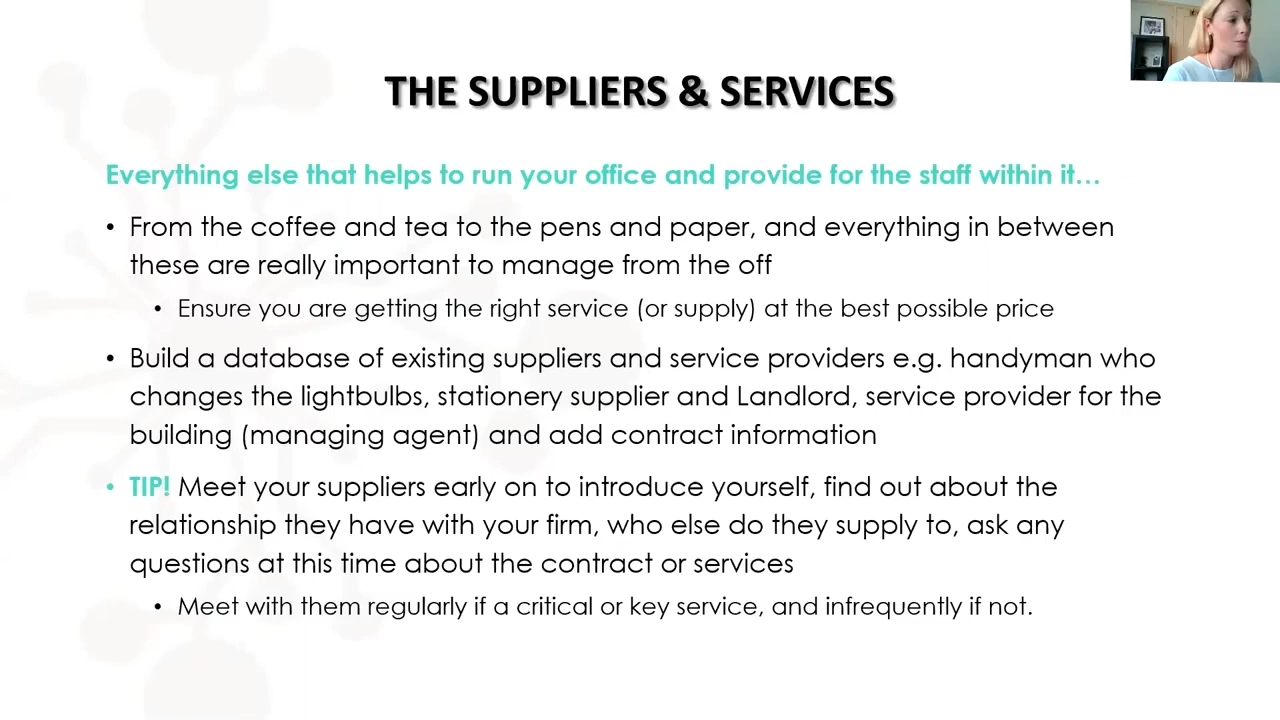 THE SUPPLIERS & SERVICES
Everything else that helps to run your office and provide for the staff within it…
• From the coffee and tea to the pens and paper, and everything in between
these are really important to manage from the off
• Ensure you are getting the right service (or supply) at the best possible price
• Build a database of existing suppliers and service providers e.g. handyman who
changes the lightbulbs, stationery supplier and Landlord, service provider for the
building (managing agent) and add contract information
• TIP! Meet your suppliers early on to introduce yourself, find out about the
relationship they have with your firm, who else do they supply to, ask any
questions at this time about the contract or services
• Meet with them regularly if a critical or key service, and infrequently if not.